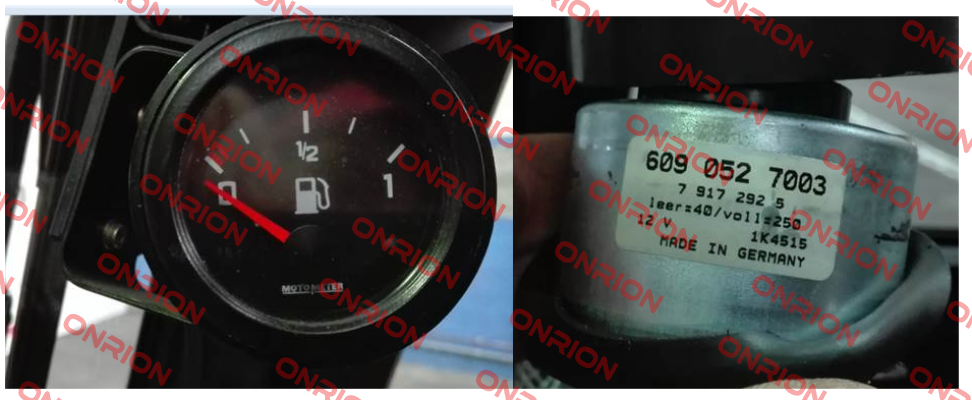 1/2
0
1
MOTOMETER
609 052 7003
7 917 292 5
leer=40/voll=250
12 V 1K4515
MADE IN GERMANY
ONRION